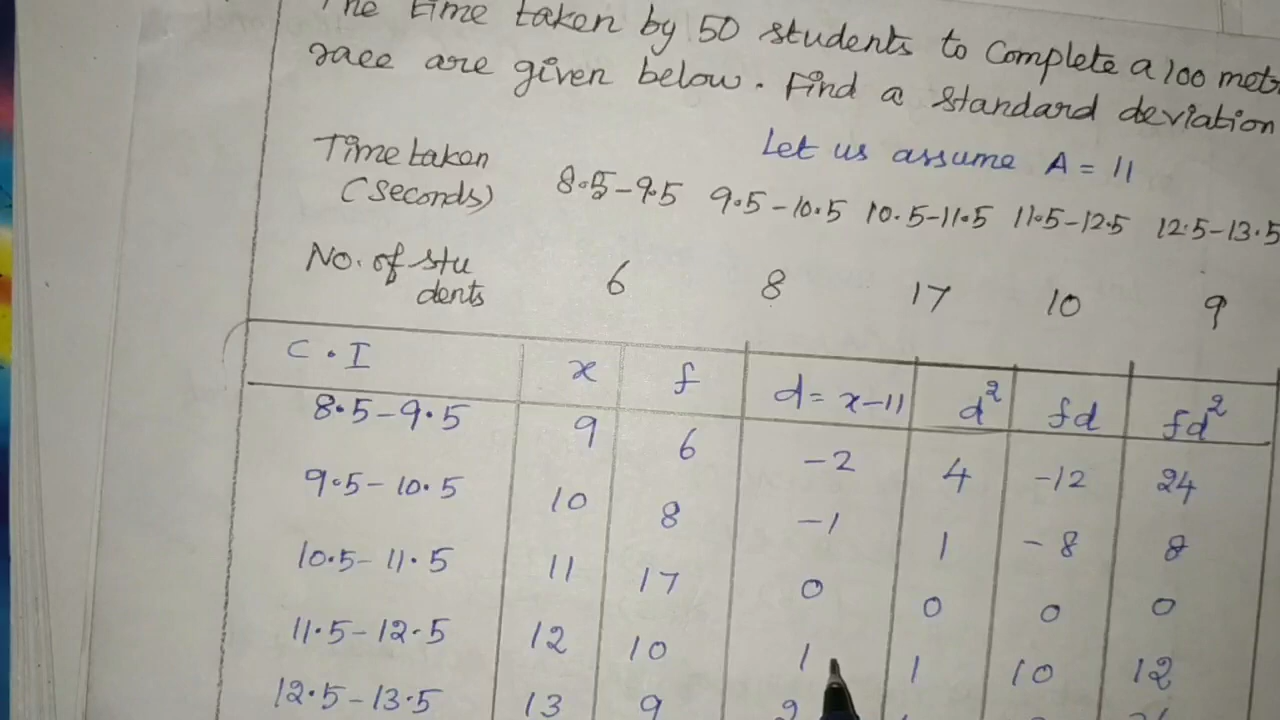 The time taken by 50 students to complete a 100 met
race are given below. Find a standard deviation
Let us assume A = 11
Time taken
(Seconds) 8.5-9.5 9.5-10.5 10.5-11.5 11.5-12.5 12.5-13.5
No. of stu
dents 6 8 17 10 9
C.I x f d = x-11 d² fd fd²
8.5-9.5 9 6 -2 4 -12 24
9.5-10.5 10 8 -1 1 -8 8
10.5-11.5 11 17 0 0 0 0
11.5-12.5 12 10 1 1 10 12
12.5-13.5 13 9 2